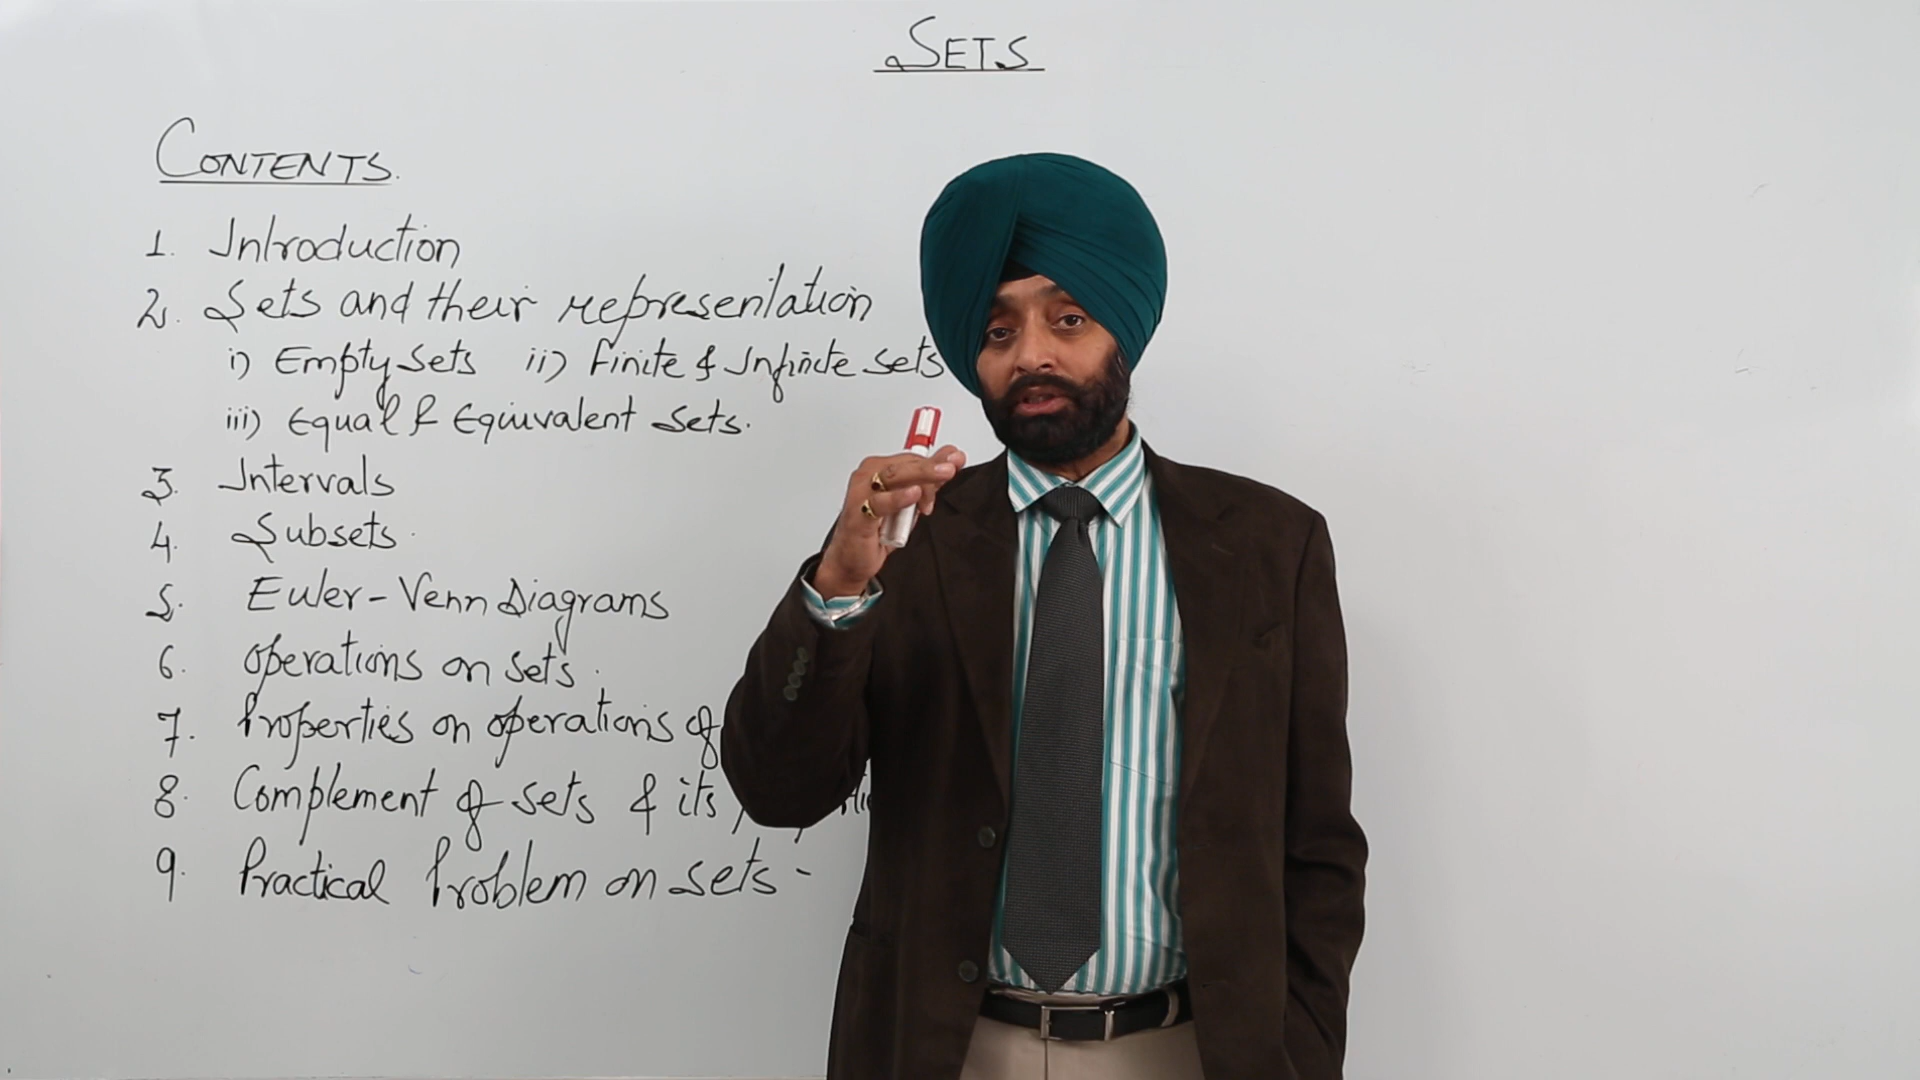 SETS
CONTENTS.
1. Introduction
2. Sets and their representation
i) Empty Sets ii) Finite & Infinite Sets
iii) Equal & Equivalent Sets.
3. Intervals
4. Subsets.
5. Euler-Venn Diagrams
6. Operations on Sets.
7. Properties on operations of
8. Complement of Sets & its
9. Practical Problem on Sets-